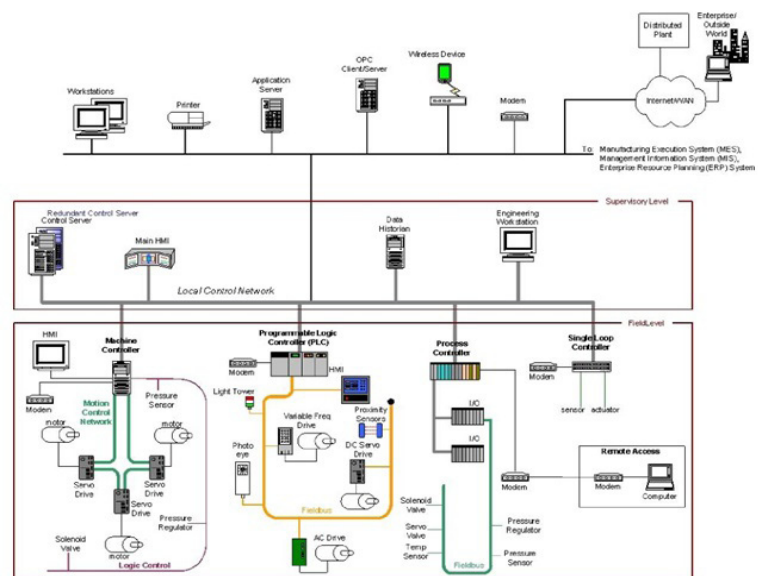 Distributed
Plant
Enterprise/
Outside
World
Internet/WAN
Workstations
Printer
Application
Server
OPC
Client/Server
Wireless Device
Modem
To: Manufacturing Execution System (MES),
Management Information System (MIS),
Enterprise Resource Planning (ERP) System
Supervisory Level
Redundant Control Server
Control Server
Main HMI
Data
Historian
Engineering
Workstation
Local Control Network
Field Level
HMI
Machine
Controller
Modem
Pressure
Sensor
Motion
Control
Network
motor
motor
Servo
Drive
Servo
Drive
Servo
Drive
motor
Pressure
Regulator
Solenoid
Valve
Logic Control
Programmable Logic
Controller (PLC)
Modem
HMI
Light Tower
Proximity
Sensors
Variable Freq.
Drive
Photo
eye
DC Servo
Drive
Fieldbus
AC Drive
Process
Controller
I/O
I/O
Solenoid
Valve
Servo
Valve
Temp
Sensor
Pressure
Regulator
Pressure
Sensor
Fieldbus
Single Loop
Controller
Modem
sensor
actuator
Remote Access
Modem
Modem
Computer